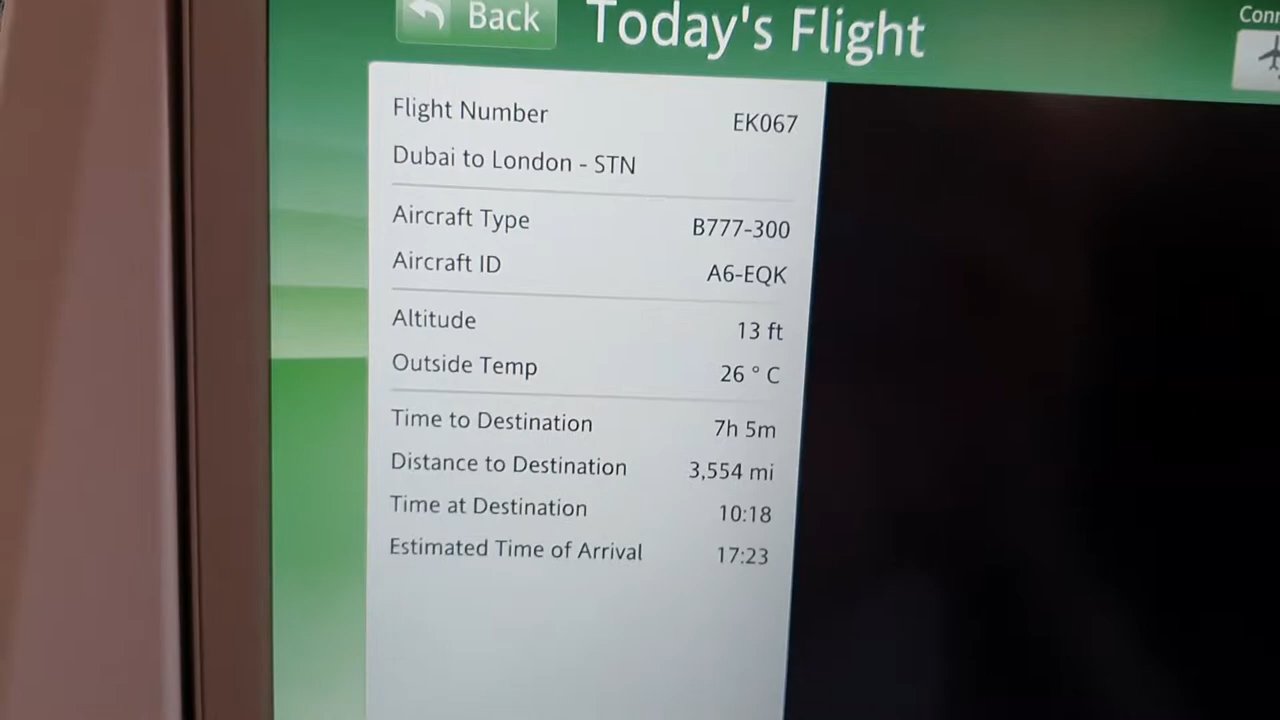 Back
Today's Flight
Flight Number EK067
Dubai to London - STN
Aircraft Type B777-300
Aircraft ID A6-EQK
Altitude 13 ft
Outside Temp 26 ° C
Time to Destination 7h 5m
Distance to Destination 3,554 mi
Time at Destination 10:18
Estimated Time of Arrival 17:23